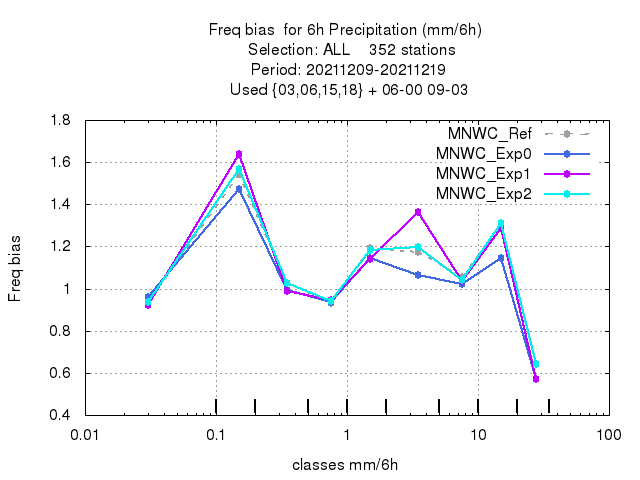 Freq bias  for 6h Precipitation (mm/6h)
Selection: ALL    352 stations
Period: 20211209-20211219
Used {03,06,15,18} + 06-00 09-03
MNWC_Ref
MNWC_Exp0
MNWC_Exp1
MNWC_Exp2
Freq bias
1.8
1.6
1.4
1.2
1
0.8
0.6
0.4
0.01 0.1 1 10 100
classes mm/6h